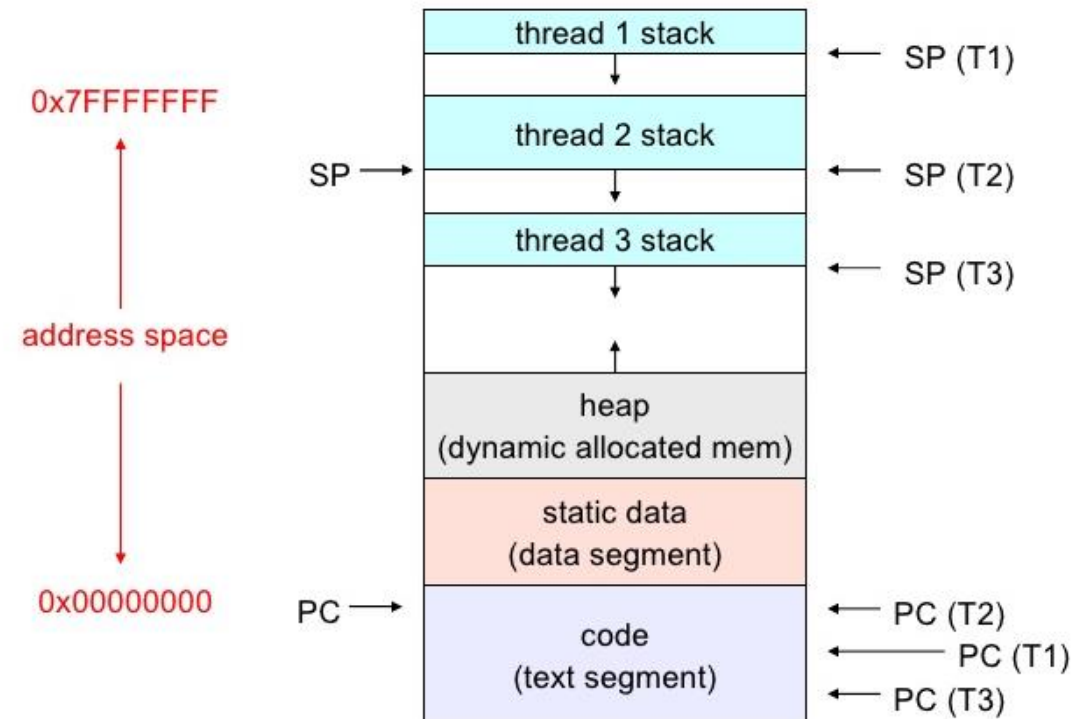 thread 1 stack
SP (T1)
0x7FFFFFFF
thread 2 stack
SP
SP (T2)
thread 3 stack
SP (T3)
address space
heap
(dynamic allocated mem)
static data
(data segment)
0x00000000
PC
PC (T2)
code
(text segment)
PC (T1)
PC (T3)